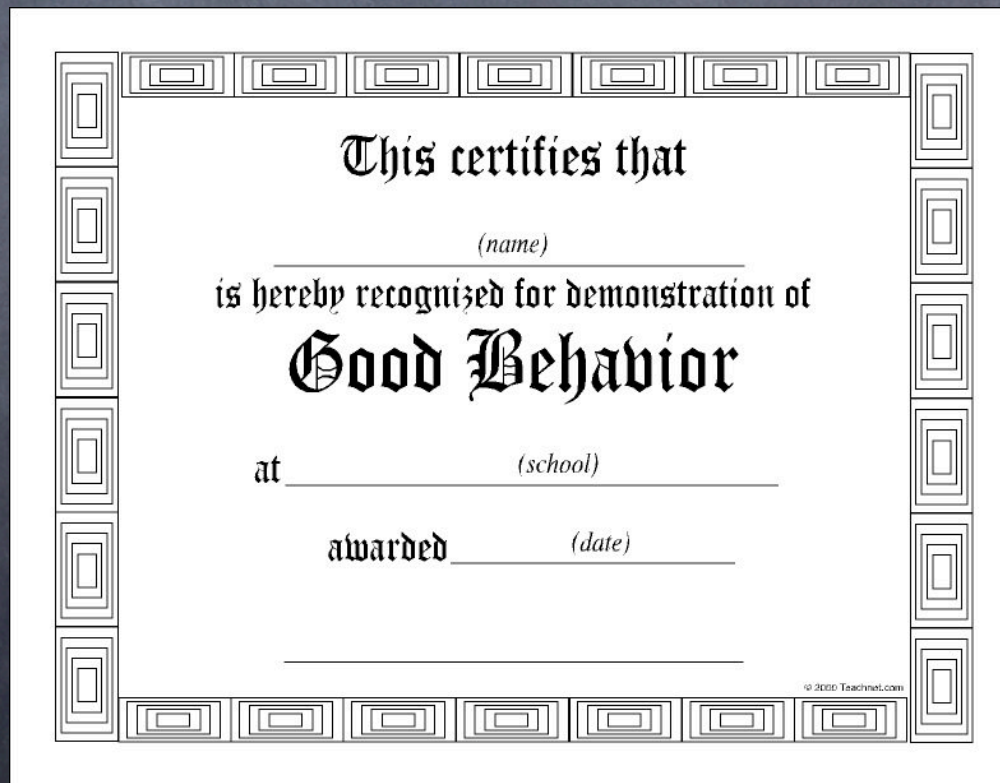 This certifies that
(name)
is hereby recognized for demonstration of
Good Behavior
at (school)
awarded (date)
© 2000 Teachnet.com